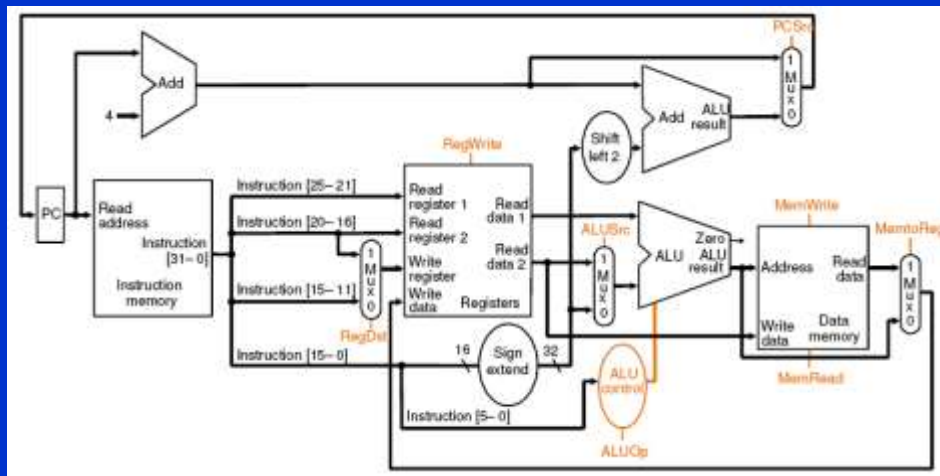 PCSrc
1
M
u
x
0
Add
4
Add
ALU
result
Shift
left 2
RegWrite
PC
Read
address
Instruction
[31–0]
Instruction
memory
Instruction [25–21]
Instruction [20–16]
Instruction [15–11]
Instruction [15–0]
Instruction [5–0]
1
M
u
x
0
RegDst
Read
register 1
Read
register 2
Write
register
Write
data
Read
data 1
Read
data 2
Registers
16
Sign
extend
32
ALUSrc
1
M
u
x
0
ALU
Zero
ALU
result
ALU
control
ALUOp
MemWrite
Address
Read
data
Write
data
Data
memory
MemRead
MemtoReg
1
M
u
x
0